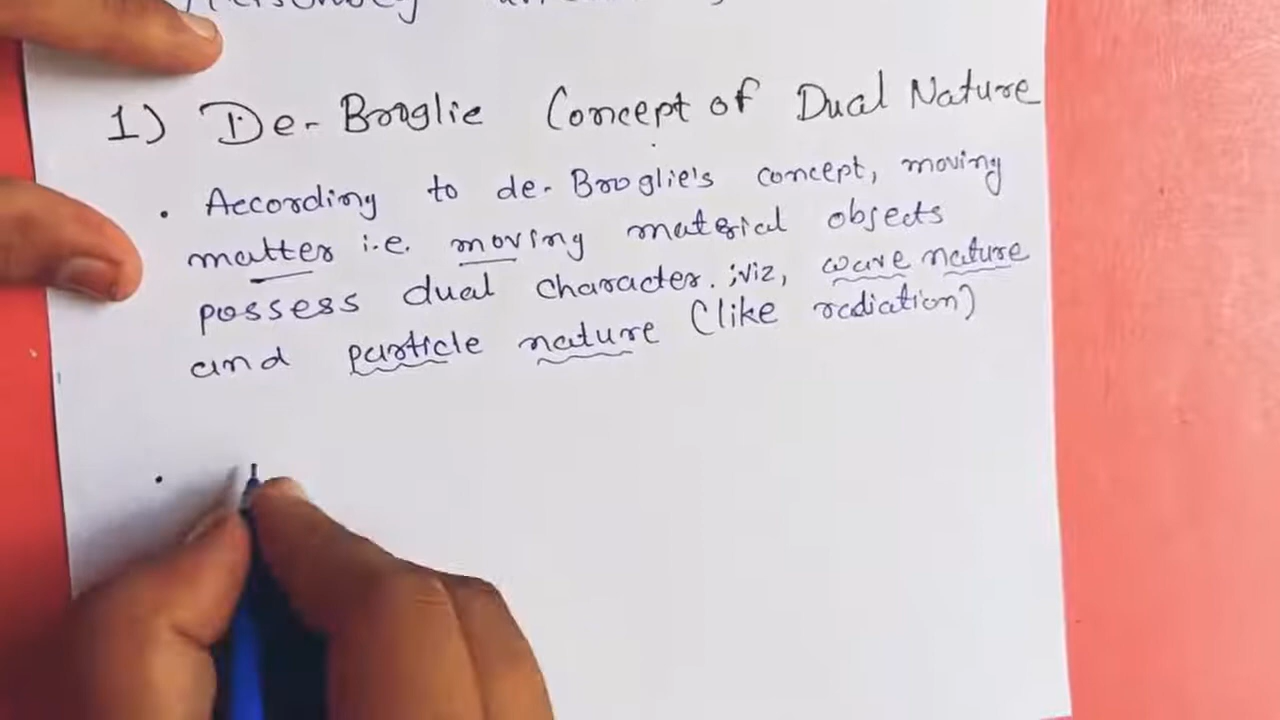 1) De-Broglie Concept of Dual Nature
• According to de-Broglie's concept, moving
matter i.e. moving material objects
possess dual character. ;viz, wave nature
and particle nature (like radiation)
•